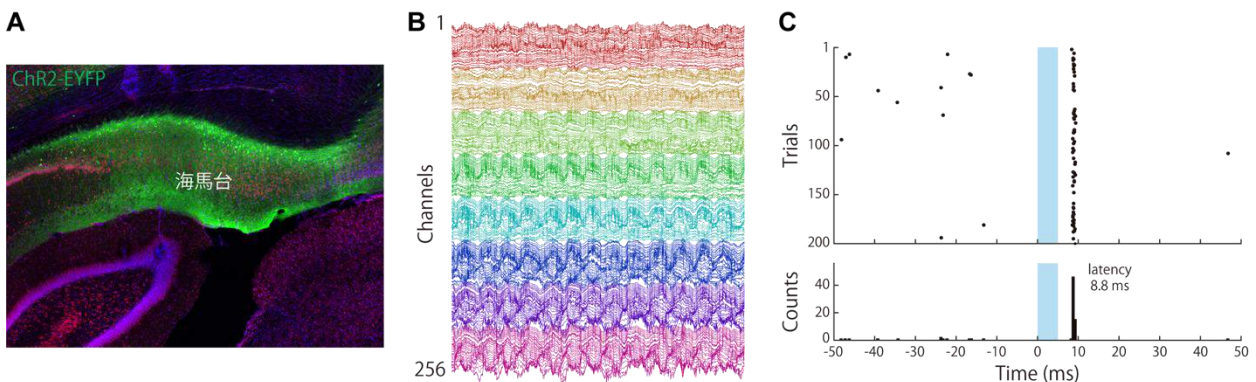 A
ChR2-EYFP
海馬台
B
1
Channels
256
C
Trials
1
50
100
150
200
Counts
40
20
0
latency
8.8 ms
-50 -40 -30 -20 -10 0 10 20 30 40 50
Time (ms)